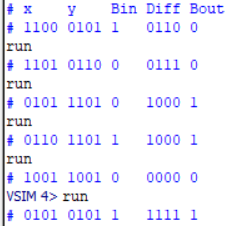 # x y Bin Diff Bout
# 1100 0101 1 0110 0
run
# 1101 0110 0 0111 0
run
# 0101 1101 0 1000 1
run
# 0110 1101 1 1000 1
run
# 1001 1001 0 0000 0
VSIM 4> run
# 0101 0101 1 1111 1